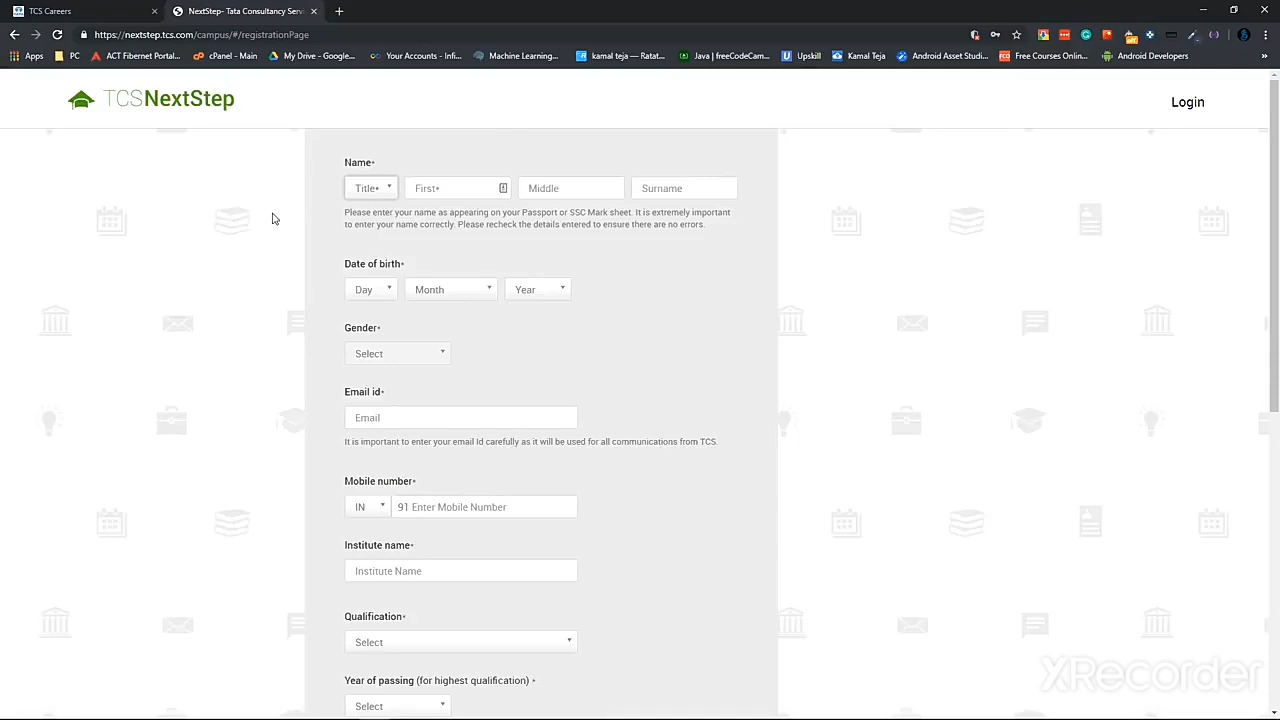 TCS Careers
NextStep- Tata Consultancy Servi
https://nextstep.tcs.com/campus/#/registrationPage
Apps PC ACT Fibernet Portal... cPanel - Main My Drive - Goo Your Analytics - Inf... Machine Learning... kamal teja — Ratat... Java | freeCodeCam... Upskill Kamal Teja Android Asset Studi... Free Courses Onlin... Android Developers »
TCSNextStep
Login
Name*
Title* First* Middle Surname
Please enter your name as appearing on your Passport or SSC Mark sheet. It is extremely important
to enter your name correctly. Please recheck the details entered to ensure there are no errors.
Date of birth*
Day Month Year
Gender*
Select
Email id*
Email
It is important to enter your email Id carefully as it will be used for all communications from TCS.
Mobile number*
IN 91 Enter Mobile Number
Institute name*
Institute Name
Qualification*
Select
Year of passing (for highest qualification) *
Select
XRecorder